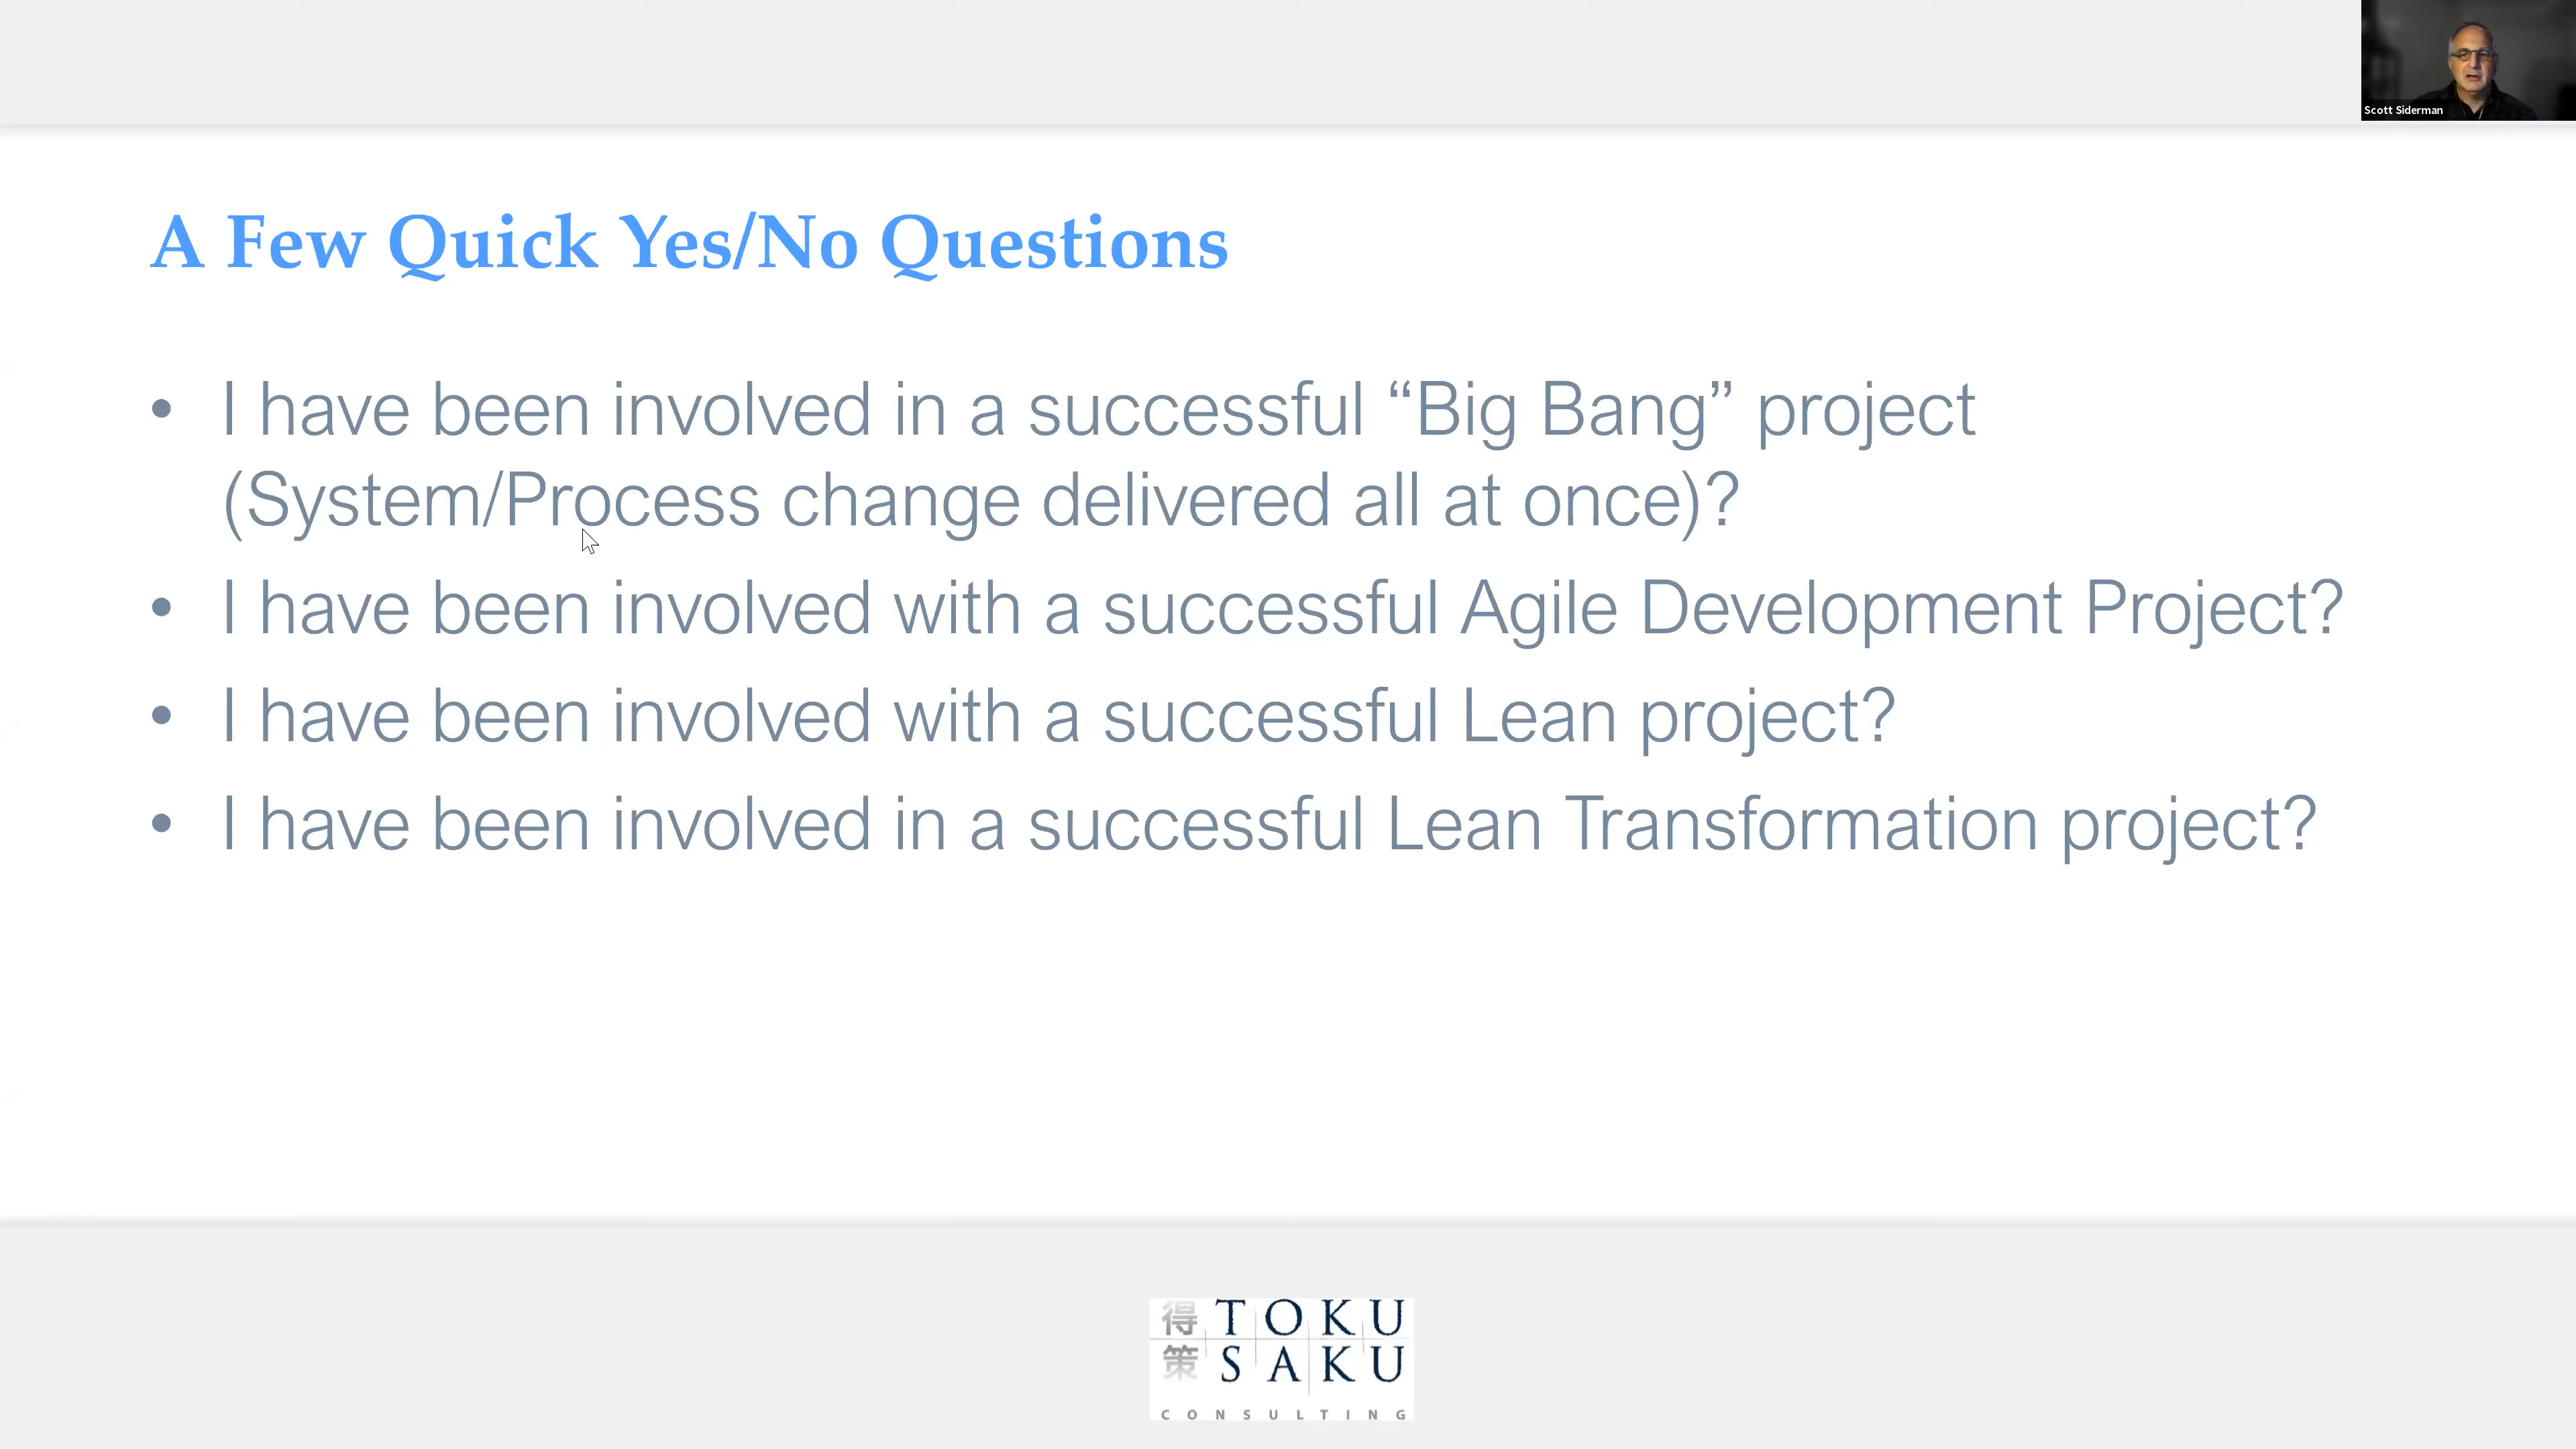 Scott Siderman
A Few Quick Yes/No Questions
• I have been involved in a successful “Big Bang” project
(System/Process change delivered all at once)?
• I have been involved with a successful Agile Development Project?
• I have been involved with a successful Lean project?
• I have been involved in a successful Lean Transformation project?
得 TOKU
策 SAKU
CONSULTING